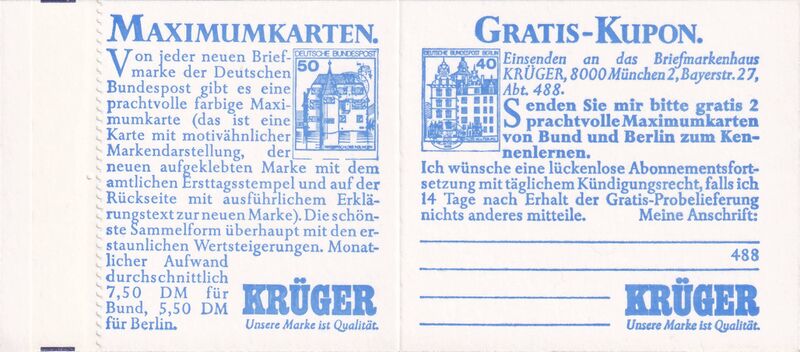 MAXIMUMKARTEN.
Von jeder neuen Brief-
marke der Deutschen
Bundespost gibt es eine
prachtvolle farbige Maxi-
mumkarte (das ist eine
Karte mit motivähnlicher
Markendarstellung, der
neuen aufgeklebten Marke mit dem
amtlichen Ersttagsstempel und auf der
Rückseite mit ausführlichem Erklä-
rungstext zur neuen Marke). Die schön-
ste Sammelform überhaupt mit den er-
staunlichen Wertsteigerungen. Monat-
licher Aufwand
durchschnittlich
7,50 DM für
Bund, 5,50 DM
für Berlin.
DEUTSCHE BUNDESPOST
50
KRÜGER
Unsere Marke ist Qualität.
GRATIS-KUPON.
DEUTSCHE BUNDESPOST BERLIN
40
Einsenden an das Briefmarkenhaus
KRÜGER, 8000 München 2, Bayerstr. 27,
Abt. 488.
Senden Sie mir bitte gratis 2
prachtvolle Maximumkarten
von Bund und Berlin zum Ken-
nenlernen.
Ich wünsche eine lückenlose Abonnementsfort-
setzung mit täglichem Kündigungsrecht, falls ich
14 Tage nach Erhalt der Gratis-Probelieferung
nichts anderes mitteile. Meine Anschrift:
488
KRÜGER
Unsere Marke ist Qualität.